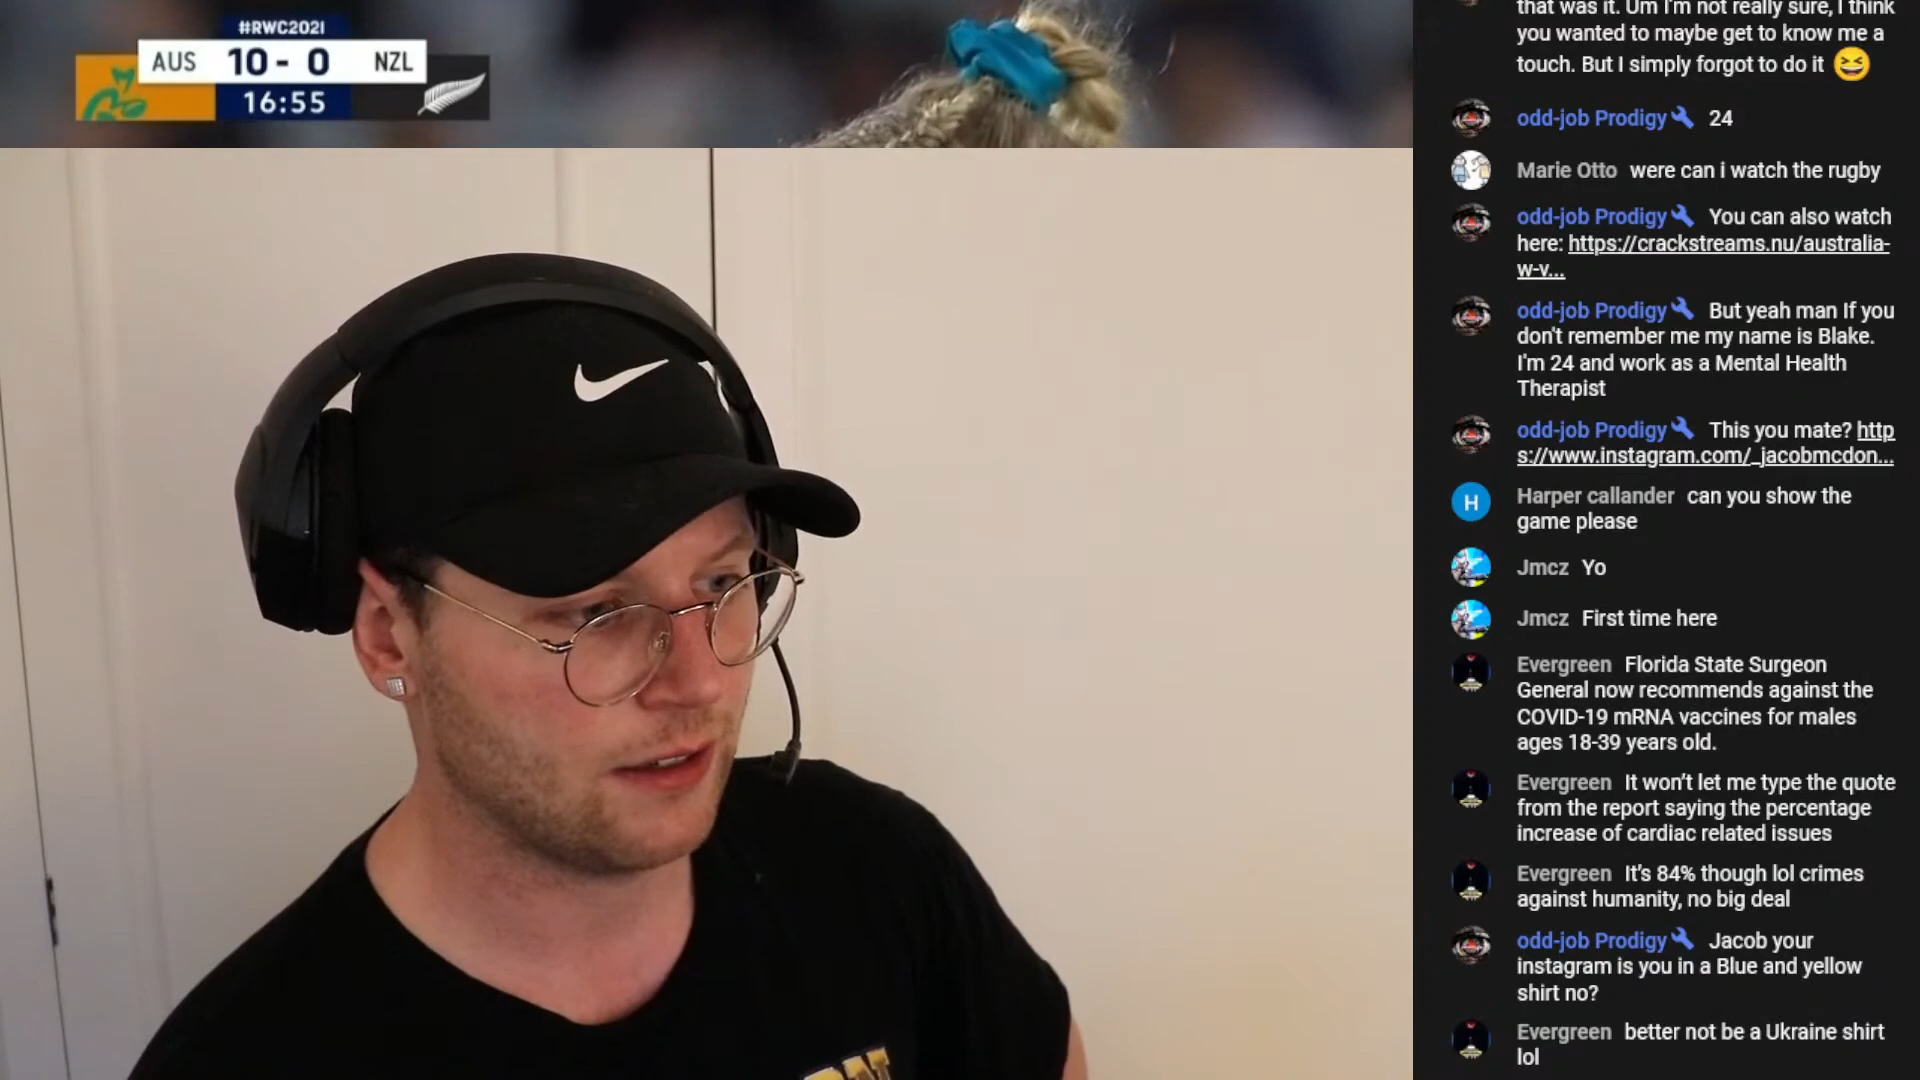 #RWC2021
AUS 10 - 0 NZL
16:55
that was it. Um I'm not really sure, I think
you wanted to maybe get to know me a
touch. But I simply forgot to do it 😆
odd-job Prodigy 24
Marie Otto were can i watch the rugby
odd-job Prodigy You can also watch
here: https://crackstreams.nu/australia-
w-v...
odd-job Prodigy But yeah man If you
don't remember me my name is Blake.
I'm 24 and work as a Mental Health
Therapist
odd-job Prodigy This you mate? http
s://www.instagram.com/_jacobmcdon...
H Harper callander can you show the
game please
Jmcz Yo
Jmcz First time here
Evergreen Florida State Surgeon
General now recommends against the
COVID-19 mRNA vaccines for males
ages 18-39 years old.
Evergreen It won’t let me type the quote
from the report saying the percentage
increase of cardiac related issues
Evergreen It’s 84% though lol crimes
against humanity, no big deal
odd-job Prodigy Jacob your
instagram is you in a Blue and yellow
shirt no?
Evergreen better not be a Ukraine shirt
lol